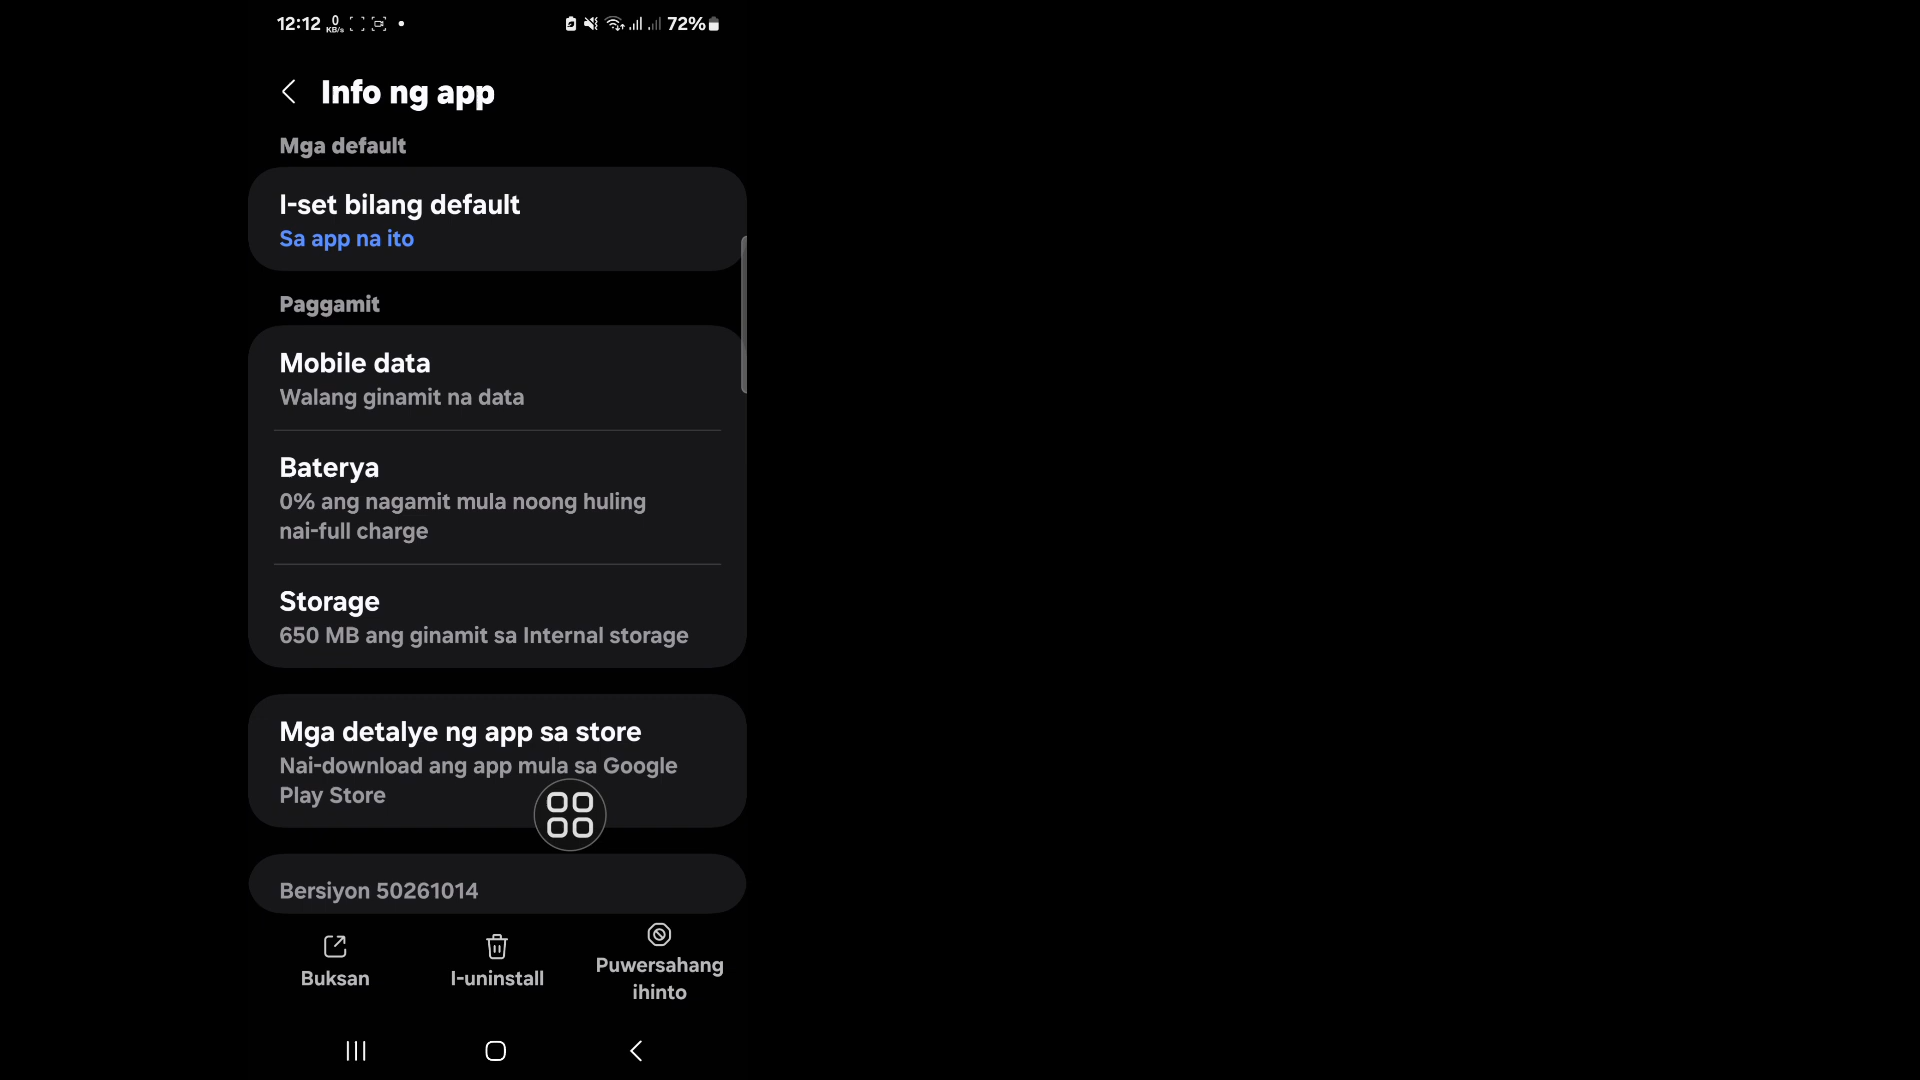 12:12 0 KB/s 72%
Info ng app
Mga default
I-set bilang default
Sa app na ito
Paggamit
Mobile data
Walang ginamit na data
Baterya
0% ang nagamit mula noong huling
nai-full charge
Storage
650 MB ang ginamit sa Internal storage
Mga detalye ng app sa store
Nai-download ang app mula sa Google
Play Store
Bersiyon 50261014
Buksan
I-uninstall
Puwersahang
ihinto